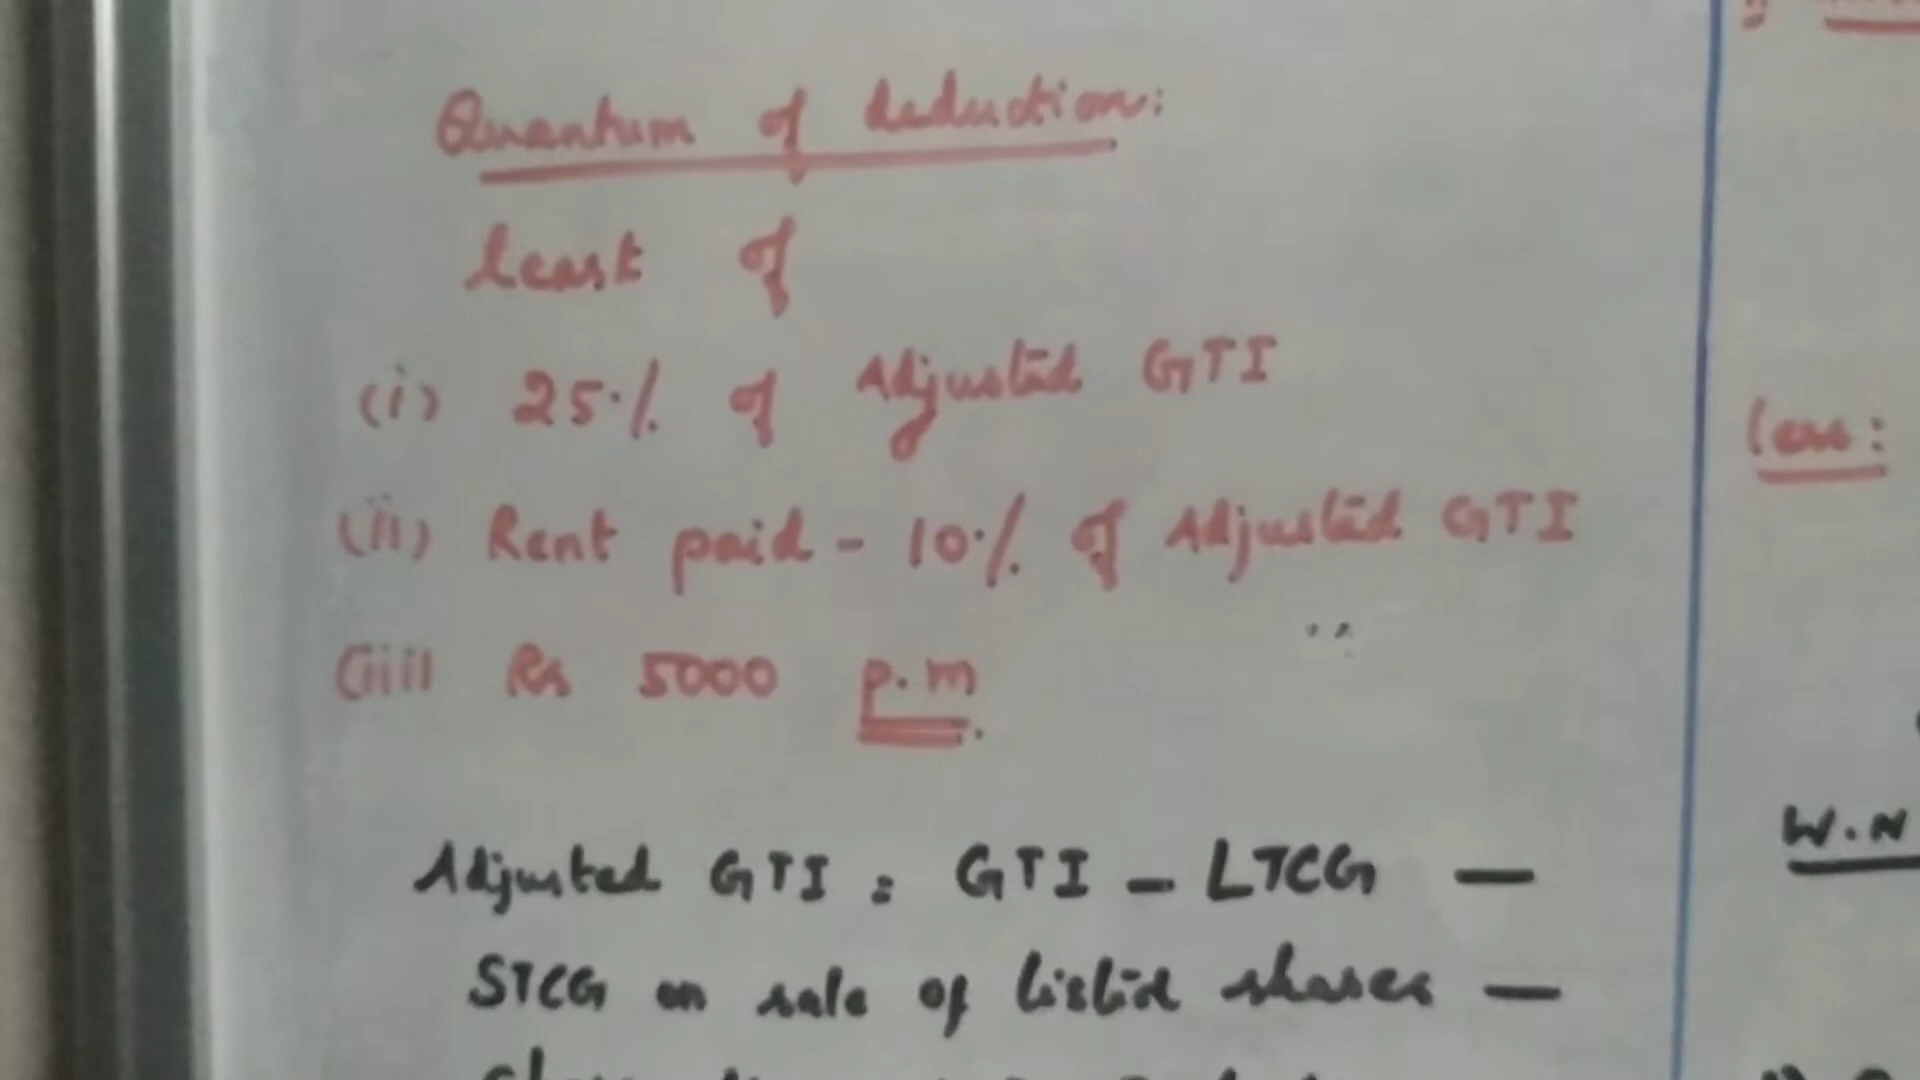 Quantum of deduction:
Least of
(i) 25% of Adjusted GTI
(ii) Rent paid - 10% of Adjusted GTI
(iii) Rs 5000 p.m.
less:
Adjusted GTI = GTI - LTCG -
W.N
STCG on sale of listed shares -